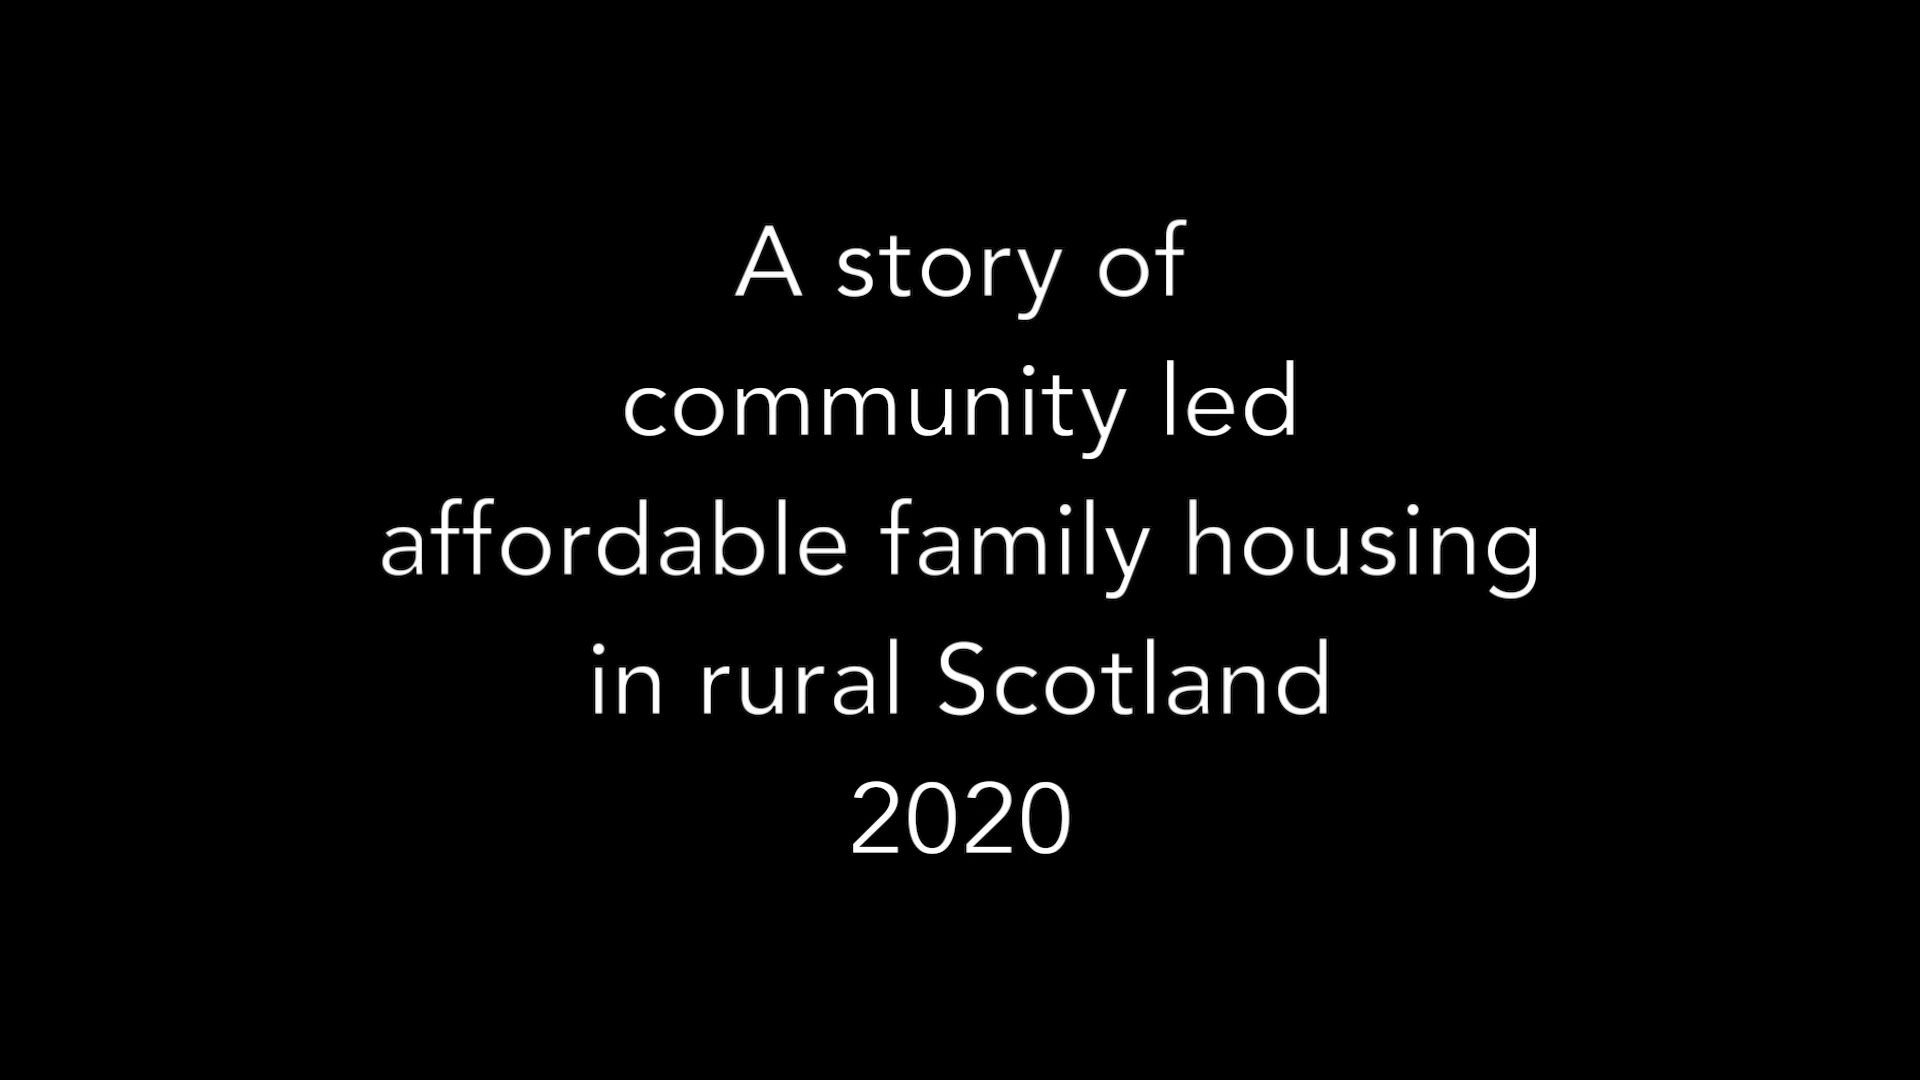 A story of
community led
affordable family housing
in rural Scotland
2020